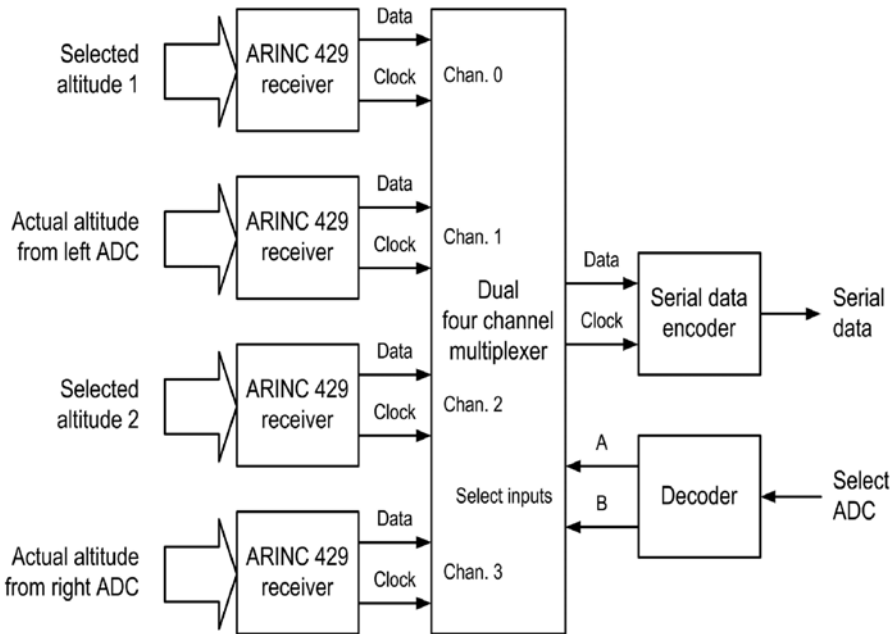 Selected
altitude 1
ARINC 429
receiver
Data
Clock
Chan. 0
Actual altitude
from left ADC
ARINC 429
receiver
Data
Clock
Chan. 1
Dual
four channel
multiplexer
Data
Clock
Serial data
encoder
Serial
data
Selected
altitude 2
ARINC 429
receiver
Data
Clock
Chan. 2
Select inputs
A
B
Decoder
Select
ADC
Actual altitude
from right ADC
ARINC 429
receiver
Data
Clock
Chan. 3